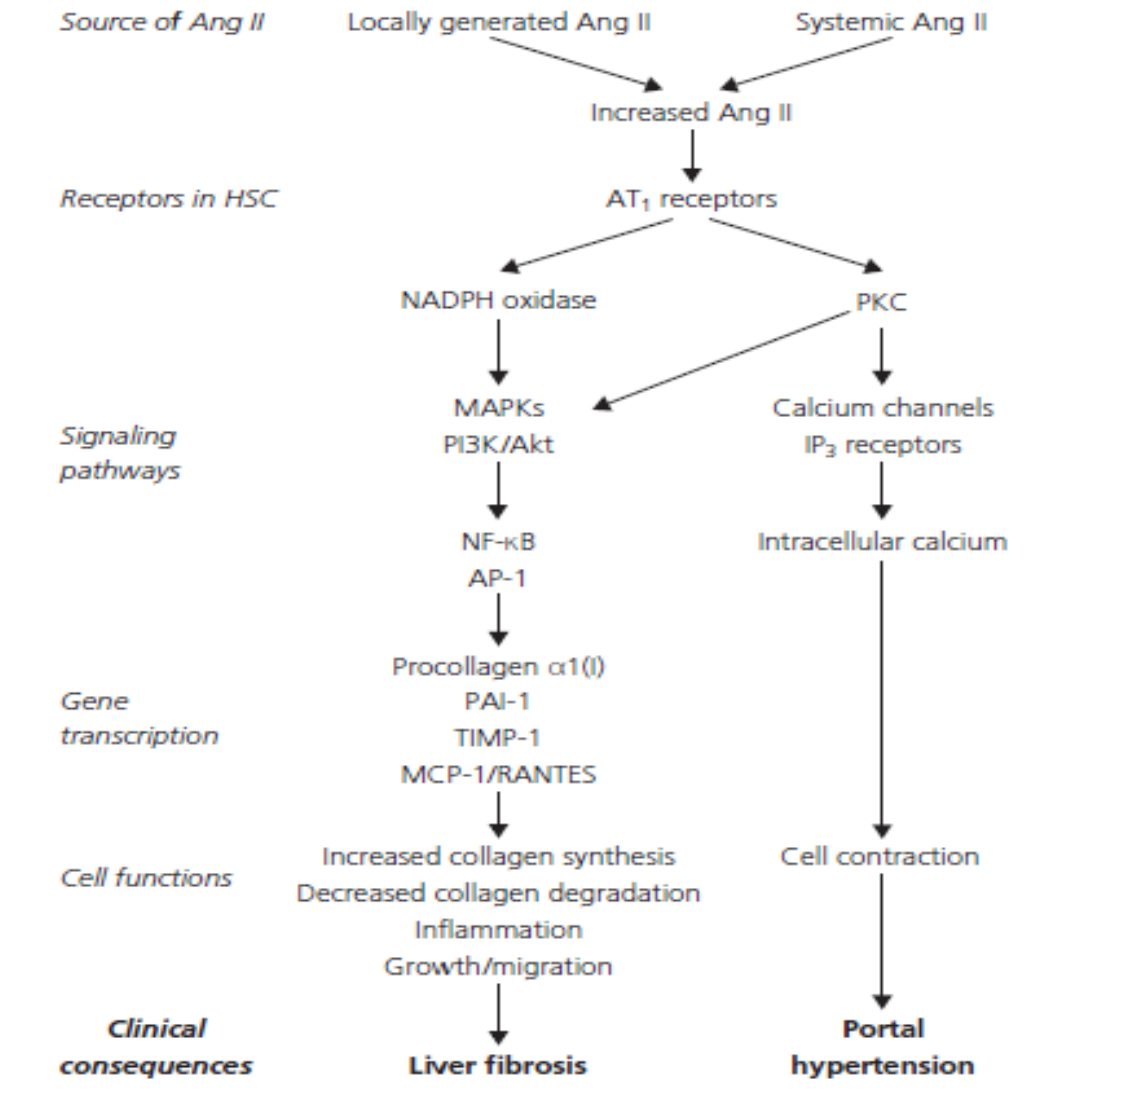 Source of Ang II
Locally generated Ang II
Systemic Ang II
Increased Ang II
Receptors in HSC
AT₁ receptors
NADPH oxidase
PKC
MAPKs
Calcium channels
Signaling
pathways
PI3K/Akt
IP₃ receptors
NF-κB
Intracellular calcium
AP-1
Procollagen α1(I)
Gene
transcription
PAI-1
TIMP-1
MCP-1/RANTES
Cell functions
Increased collagen synthesis
Cell contraction
Decreased collagen degradation
Inflammation
Growth/migration
Clinical
consequences
Liver fibrosis
Portal
hypertension